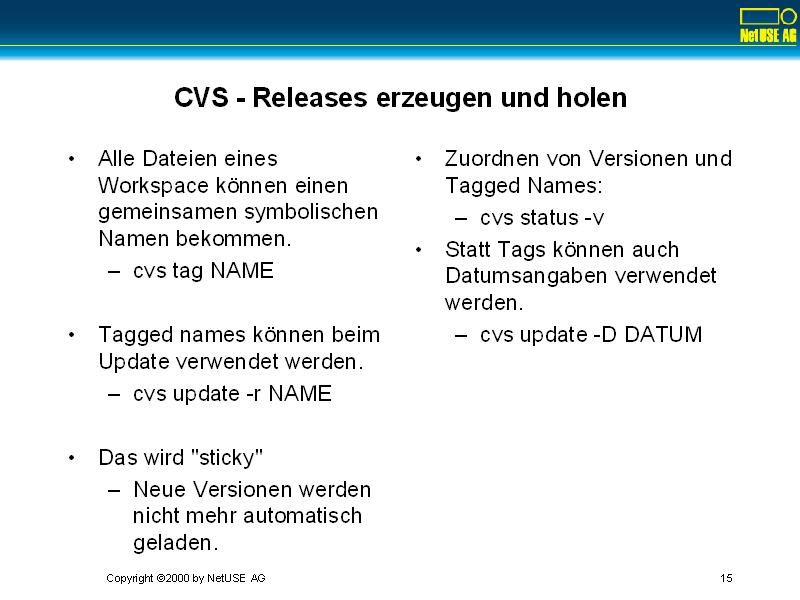 NetUSE AG
CVS - Releases erzeugen und holen
• Alle Dateien eines
Workspace können einen
gemeinsamen symbolischen
Namen bekommen.
– cvs tag NAME
• Tagged names können beim
Update verwendet werden.
– cvs update -r NAME
• Das wird "sticky"
– Neue Versionen werden
nicht mehr automatisch
geladen.
• Zuordnen von Versionen und
Tagged Names:
– cvs status -v
• Statt Tags können auch
Datumsangaben verwendet
werden.
– cvs update -D DATUM
Copyright ©2000 by NetUSE AG
15